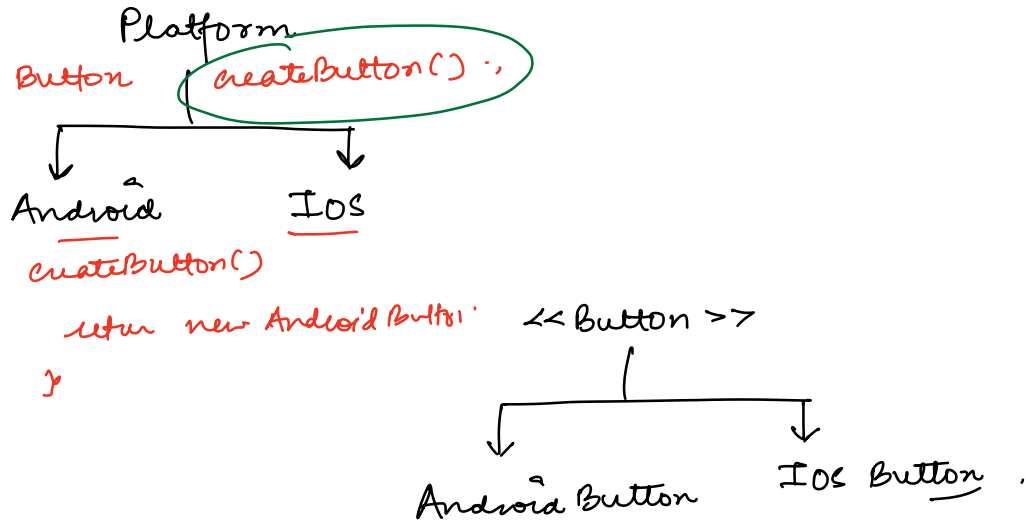 Platform
Button createButton() ;
Android IOS
createButton()
return new AndroidButton
}
<<Button>>
Android Button IOS Button